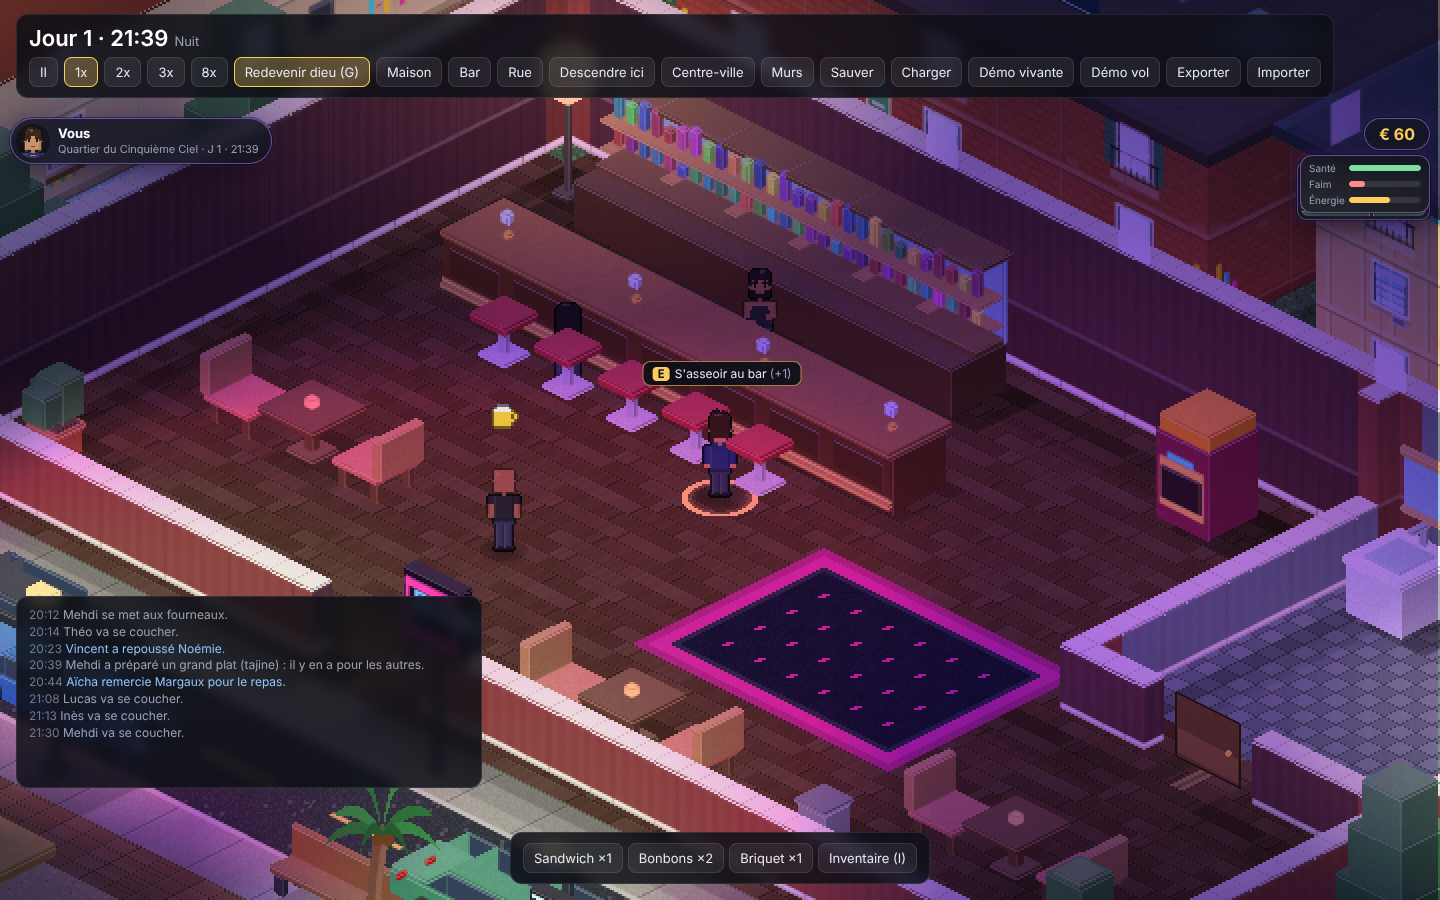 Jour 1 · 21:39 Nuit
II 1x 2x 3x 8x Redevenir dieu (G) Maison Bar Rue Descendre ici Centre-ville Murs Sauver Charger Démo vivante Démo vol Exporter Importer
Vous
Quartier du Cinquième Ciel · J 1 · 21:39
€ 60
Santé
Faim
Énergie
E S'asseoir au bar (+1)
20:12 Mehdi se met aux fourneaux.
20:14 Théo va se coucher.
20:23 Vincent a repoussé Noémie.
20:39 Mehdi a préparé un grand plat (tajine) : il y en a pour les autres.
20:44 Aïcha remercie Margaux pour le repas.
21:08 Lucas va se coucher.
21:13 Inès va se coucher.
21:30 Mehdi va se coucher.
Sandwich ×1 Bonbons ×2 Briquet ×1 Inventaire (I)